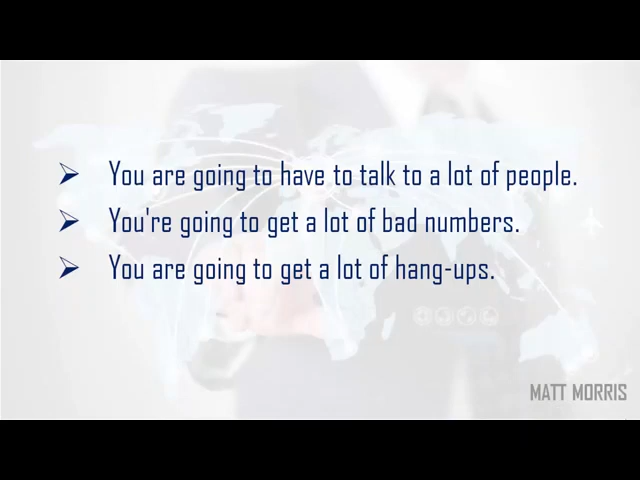 You are going to have to talk to a lot of people.
You're going to get a lot of bad numbers.
You are going to get a lot of hang-ups.
MATT MORRIS